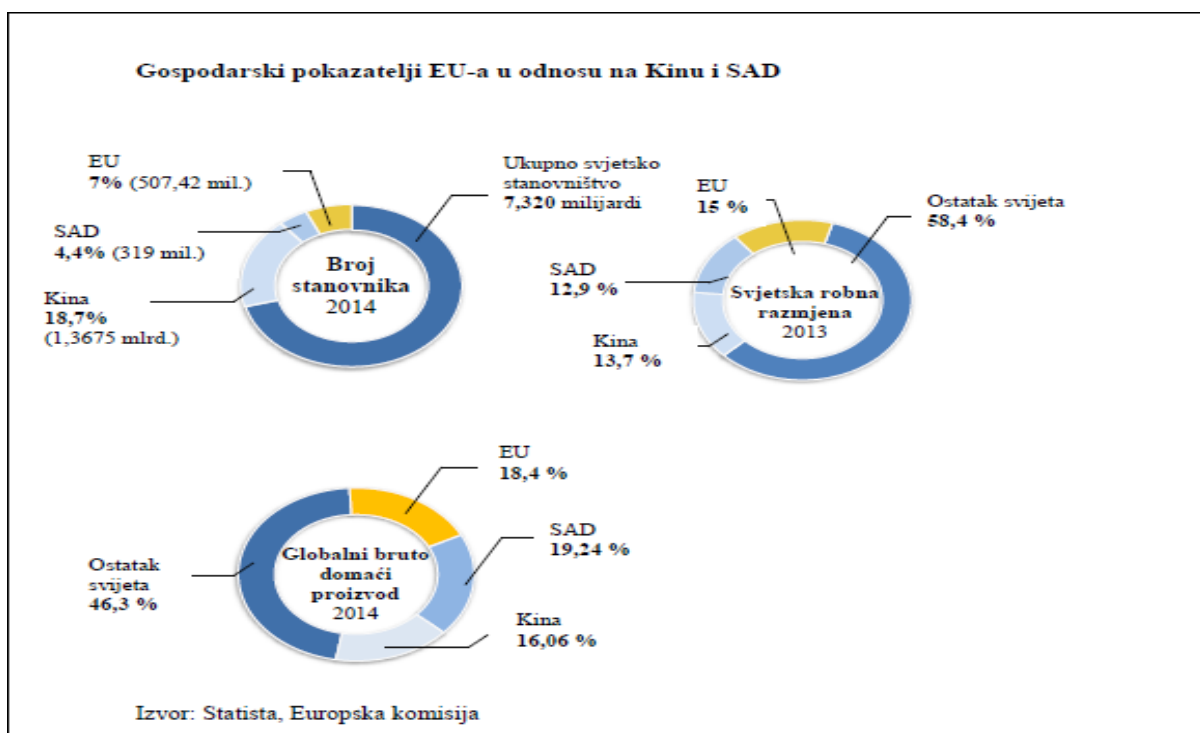 Gospodarski pokazatelji EU-a u odnosu na Kinu i SAD
EU
7% (507,42 mil.)
SAD
4,4% (319 mil.)
Kina
18,7%
(1,3675 mlrd.)
Broj
stanovnika
2014
Ukupno svjetsko
stanovništvo
7,320 milijardi
EU
15 %
Ostatak svijeta
58,4 %
SAD
12,9 %
Kina
13,7 %
Svjetska robna
razmjena
2013
EU
18,4 %
SAD
19,24 %
Kina
16,06 %
Ostatak
svijeta
46,3 %
Globalni bruto
domaći
proizvod
2014
Izvor: Statista, Europska komisija